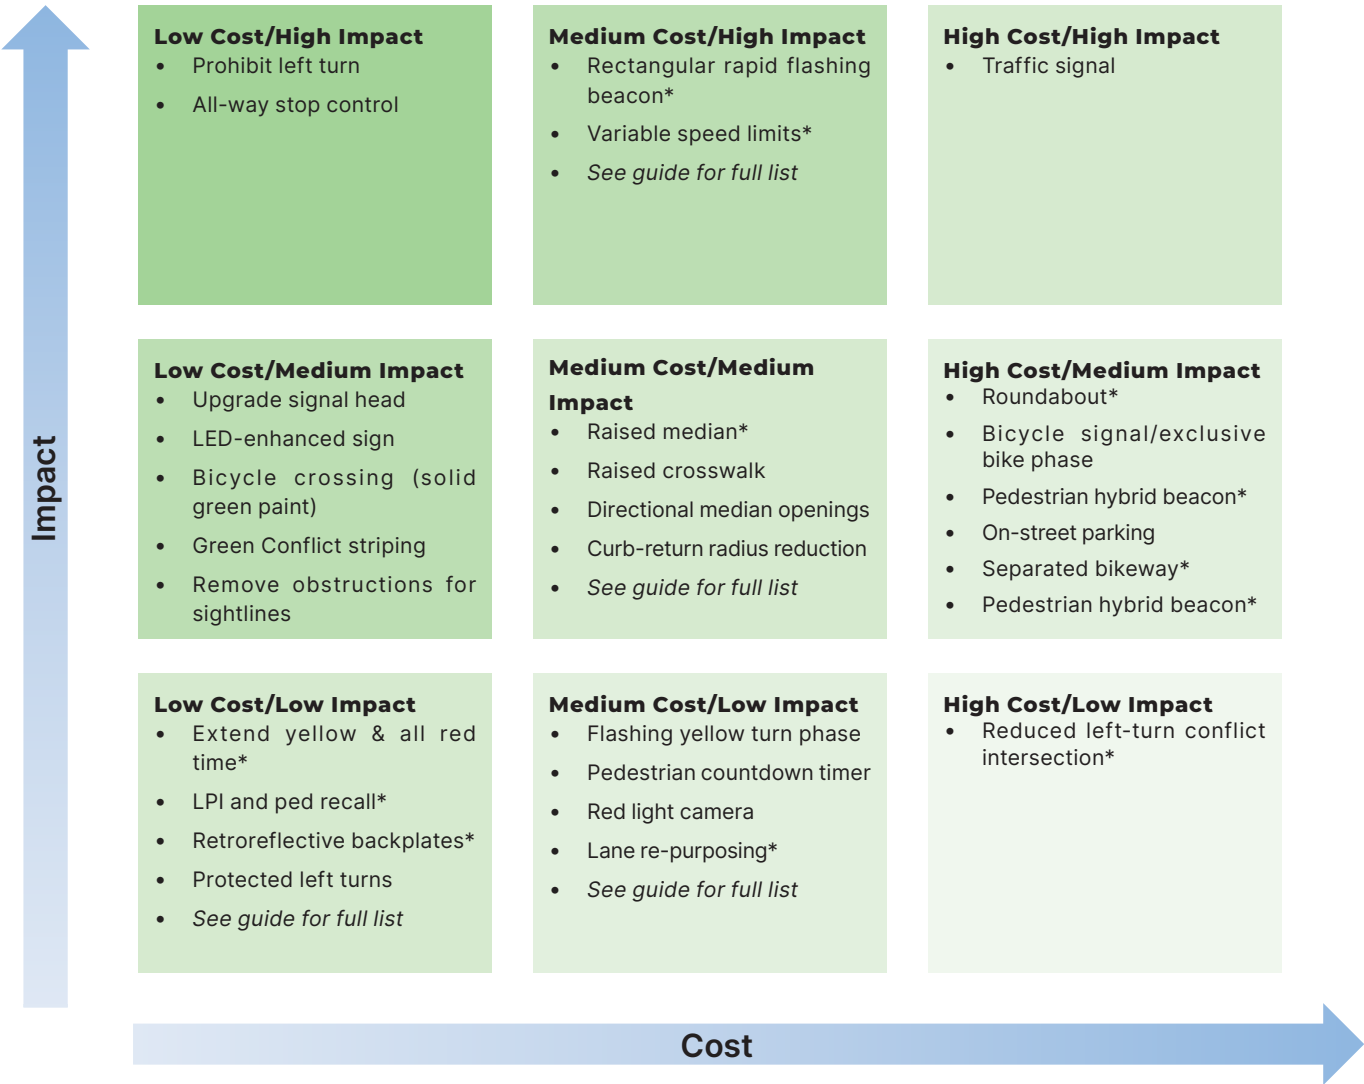 Low Cost/High Impact
• Prohibit left turn
• All-way stop control
Medium Cost/High Impact
• Rectangular rapid flashing
beacon*
• Variable speed limits*
• See guide for full list
High Cost/High Impact
• Traffic signal
Impact
Low Cost/Medium Impact
• Upgrade signal head
• LED-enhanced sign
• Bicycle crossing (solid
green paint)
• Green Conflict striping
• Remove obstructions for
sightlines
Medium Cost/Medium
Impact
• Raised median*
• Raised crosswalk
• Directional median openings
• Curb-return radius reduction
• See guide for full list
High Cost/Medium Impact
• Roundabout*
• Bicycle signal/exclusive
bike phase
• Pedestrian hybrid beacon*
• On-street parking
• Separated bikeway*
• Pedestrian hybrid beacon*
Low Cost/Low Impact
• Extend yellow & all red
time*
• LPI and ped recall*
• Retroreflective backplates*
• Protected left turns
• See guide for full list
Medium Cost/Low Impact
• Flashing yellow turn phase
• Pedestrian countdown timer
• Red light camera
• Lane re-purposing*
• See guide for full list
High Cost/Low Impact
• Reduced left-turn conflict
intersection*
Cost